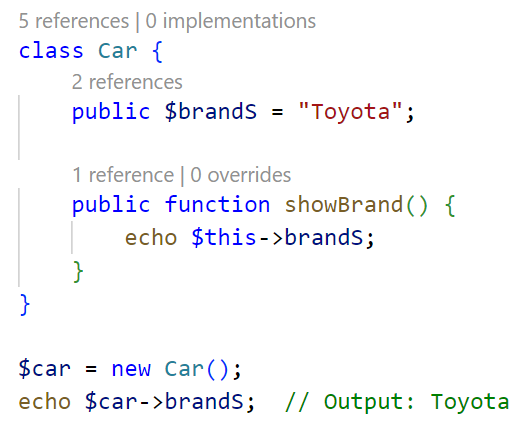 5 references | 0 implementations
class Car {
2 references
public $brandS = "Toyota";
1 reference | 0 overrides
public function showBrand() {
echo $this->brandS;
}
}
$car = new Car();
echo $car->brandS;  // Output: Toyota